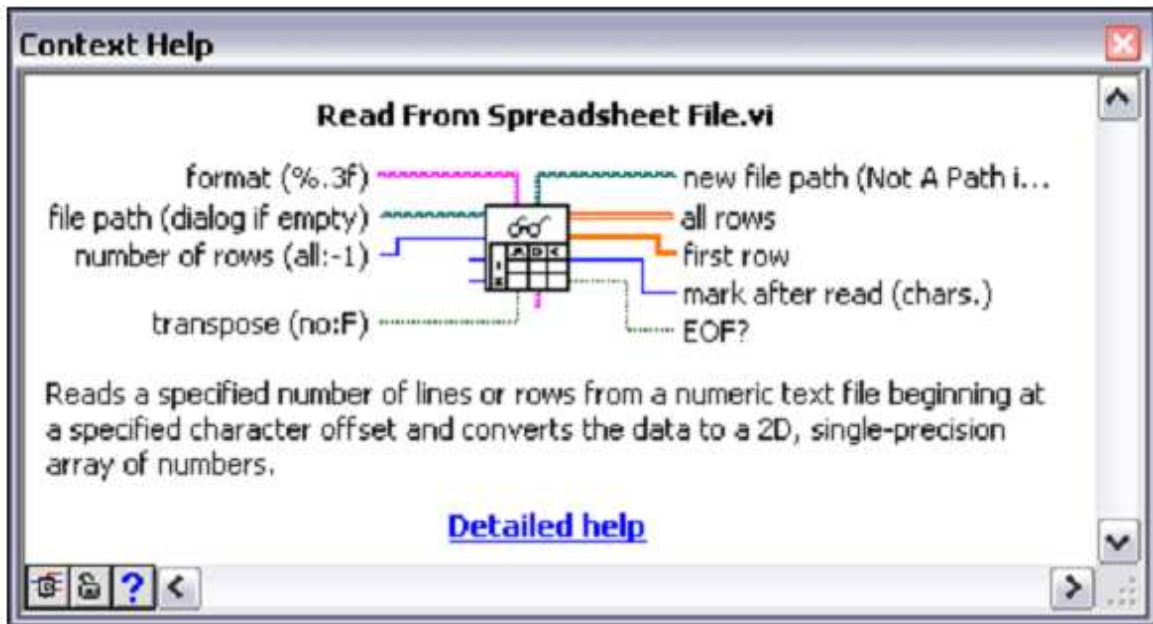 Context Help
Read From Spreadsheet File.vi
format (%.3f)
file path (dialog if empty)
number of rows (all:-1)
transpose (no:F)
new file path (Not A Path i...
all rows
first row
mark after read (chars.)
EOF?
Reads a specified number of lines or rows from a numeric text file beginning at
a specified character offset and converts the data to a 2D, single-precision
array of numbers.
Detailed help
?